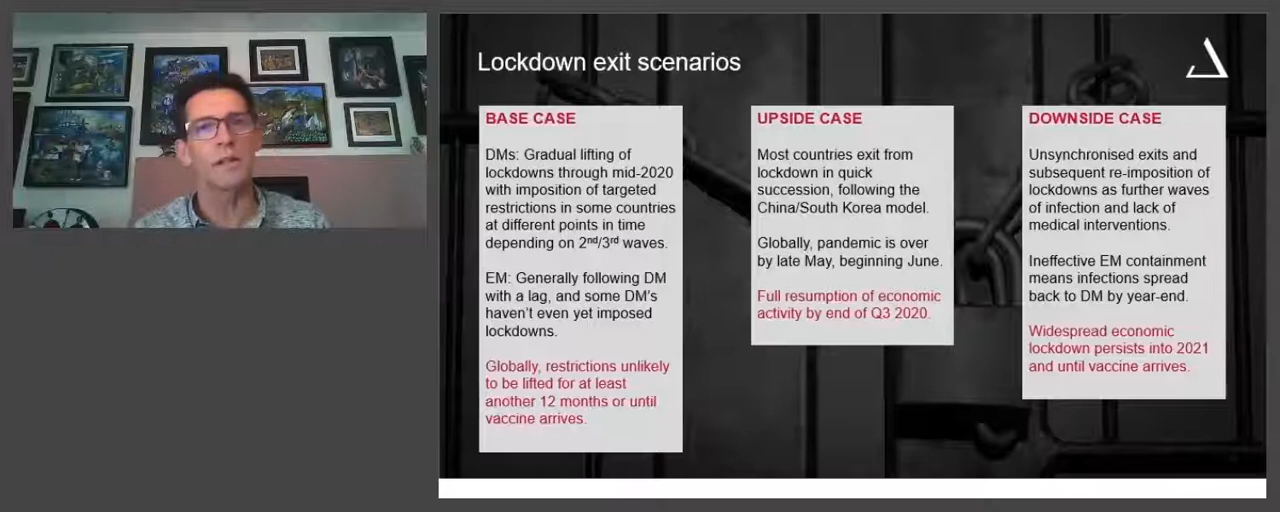 Lockdown exit scenarios
BASE CASE
DMs: Gradual lifting of
lockdowns through mid-2020
with imposition of targeted
restrictions in some countries
at different points in time
depending on 2nd/3rd waves.
EM: Generally following DM
with a lag, and some DM's
haven't even yet imposed
lockdowns.
Globally, restrictions unlikely
to be lifted for at least
another 12 months or until
vaccine arrives.
UPSIDE CASE
Most countries exit from
lockdown in quick
succession, following the
China/South Korea model.
Globally, pandemic is over
by late May, beginning June.
Full resumption of economic
activity by end of Q3 2020.
DOWNSIDE CASE
Unsynchronised exits and
subsequent re-imposition of
lockdowns as further waves
of infection and lack of
medical interventions.
Ineffective EM containment
means infections spread
back to DM by year-end.
Widespread economic
lockdown persists into 2021
and until vaccine arrives.